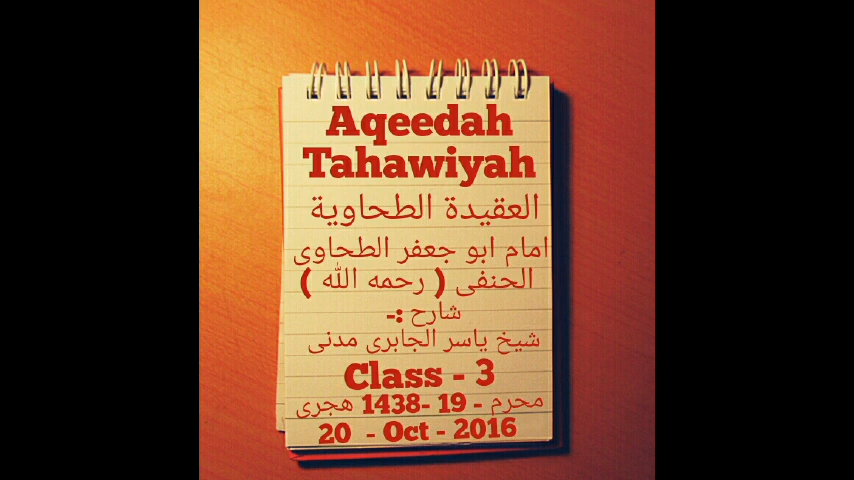 Aqeedah
Tahawiyah
العقيدة الطحاوية
امام ابو جعفر الطحاوی
الحنفی ( رحمه الله )
شارح :-
شیخ یاسر الجابری مدنی
Class - 3
محرم - 19 -1438 هجری
20 - Oct - 2016